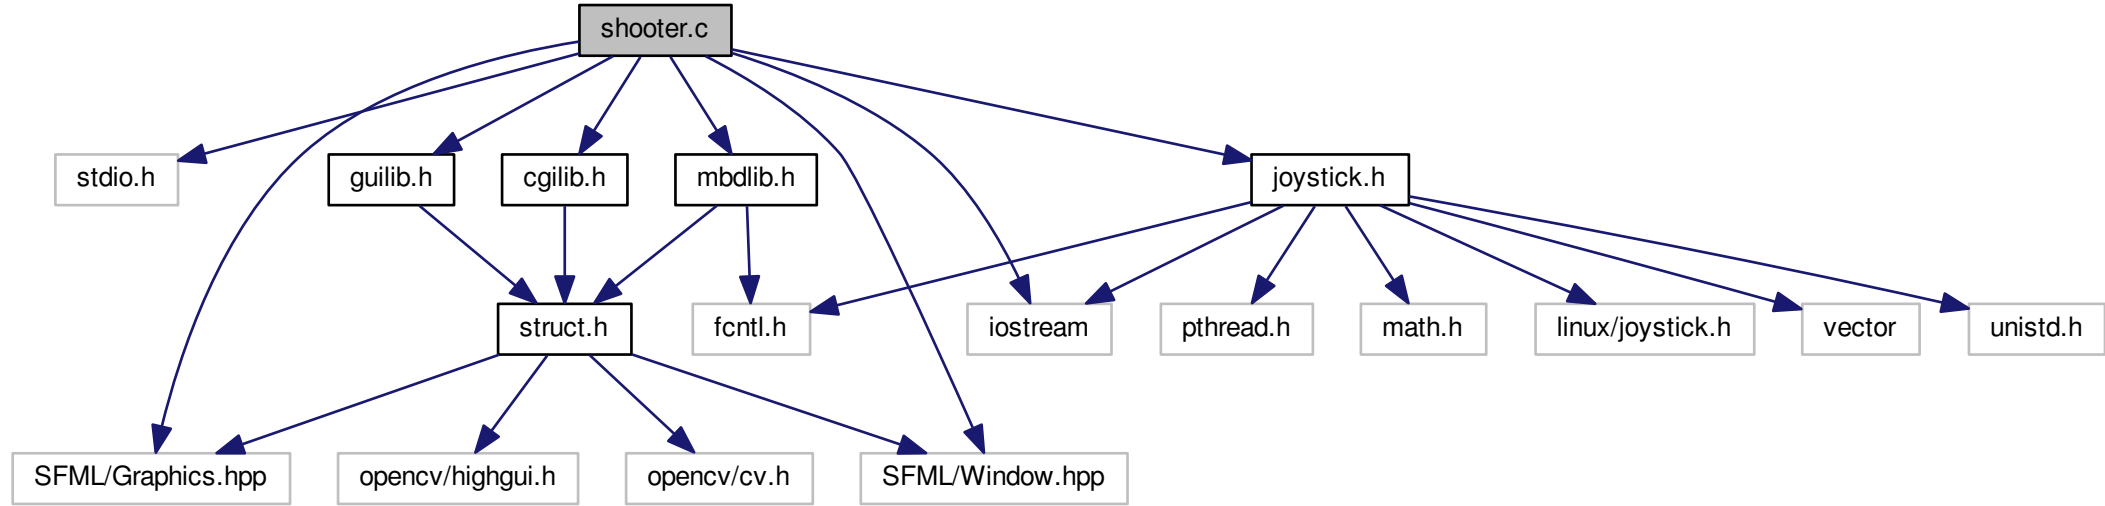 shooter.c
stdio.h
guilib.h
cgilib.h
mbdlib.h
joystick.h
struct.h
fcntl.h
iostream
pthread.h
math.h
linux/joystick.h
vector
unistd.h
SFML/Graphics.hpp
opencv/highgui.h
opencv/cv.h
SFML/Window.hpp